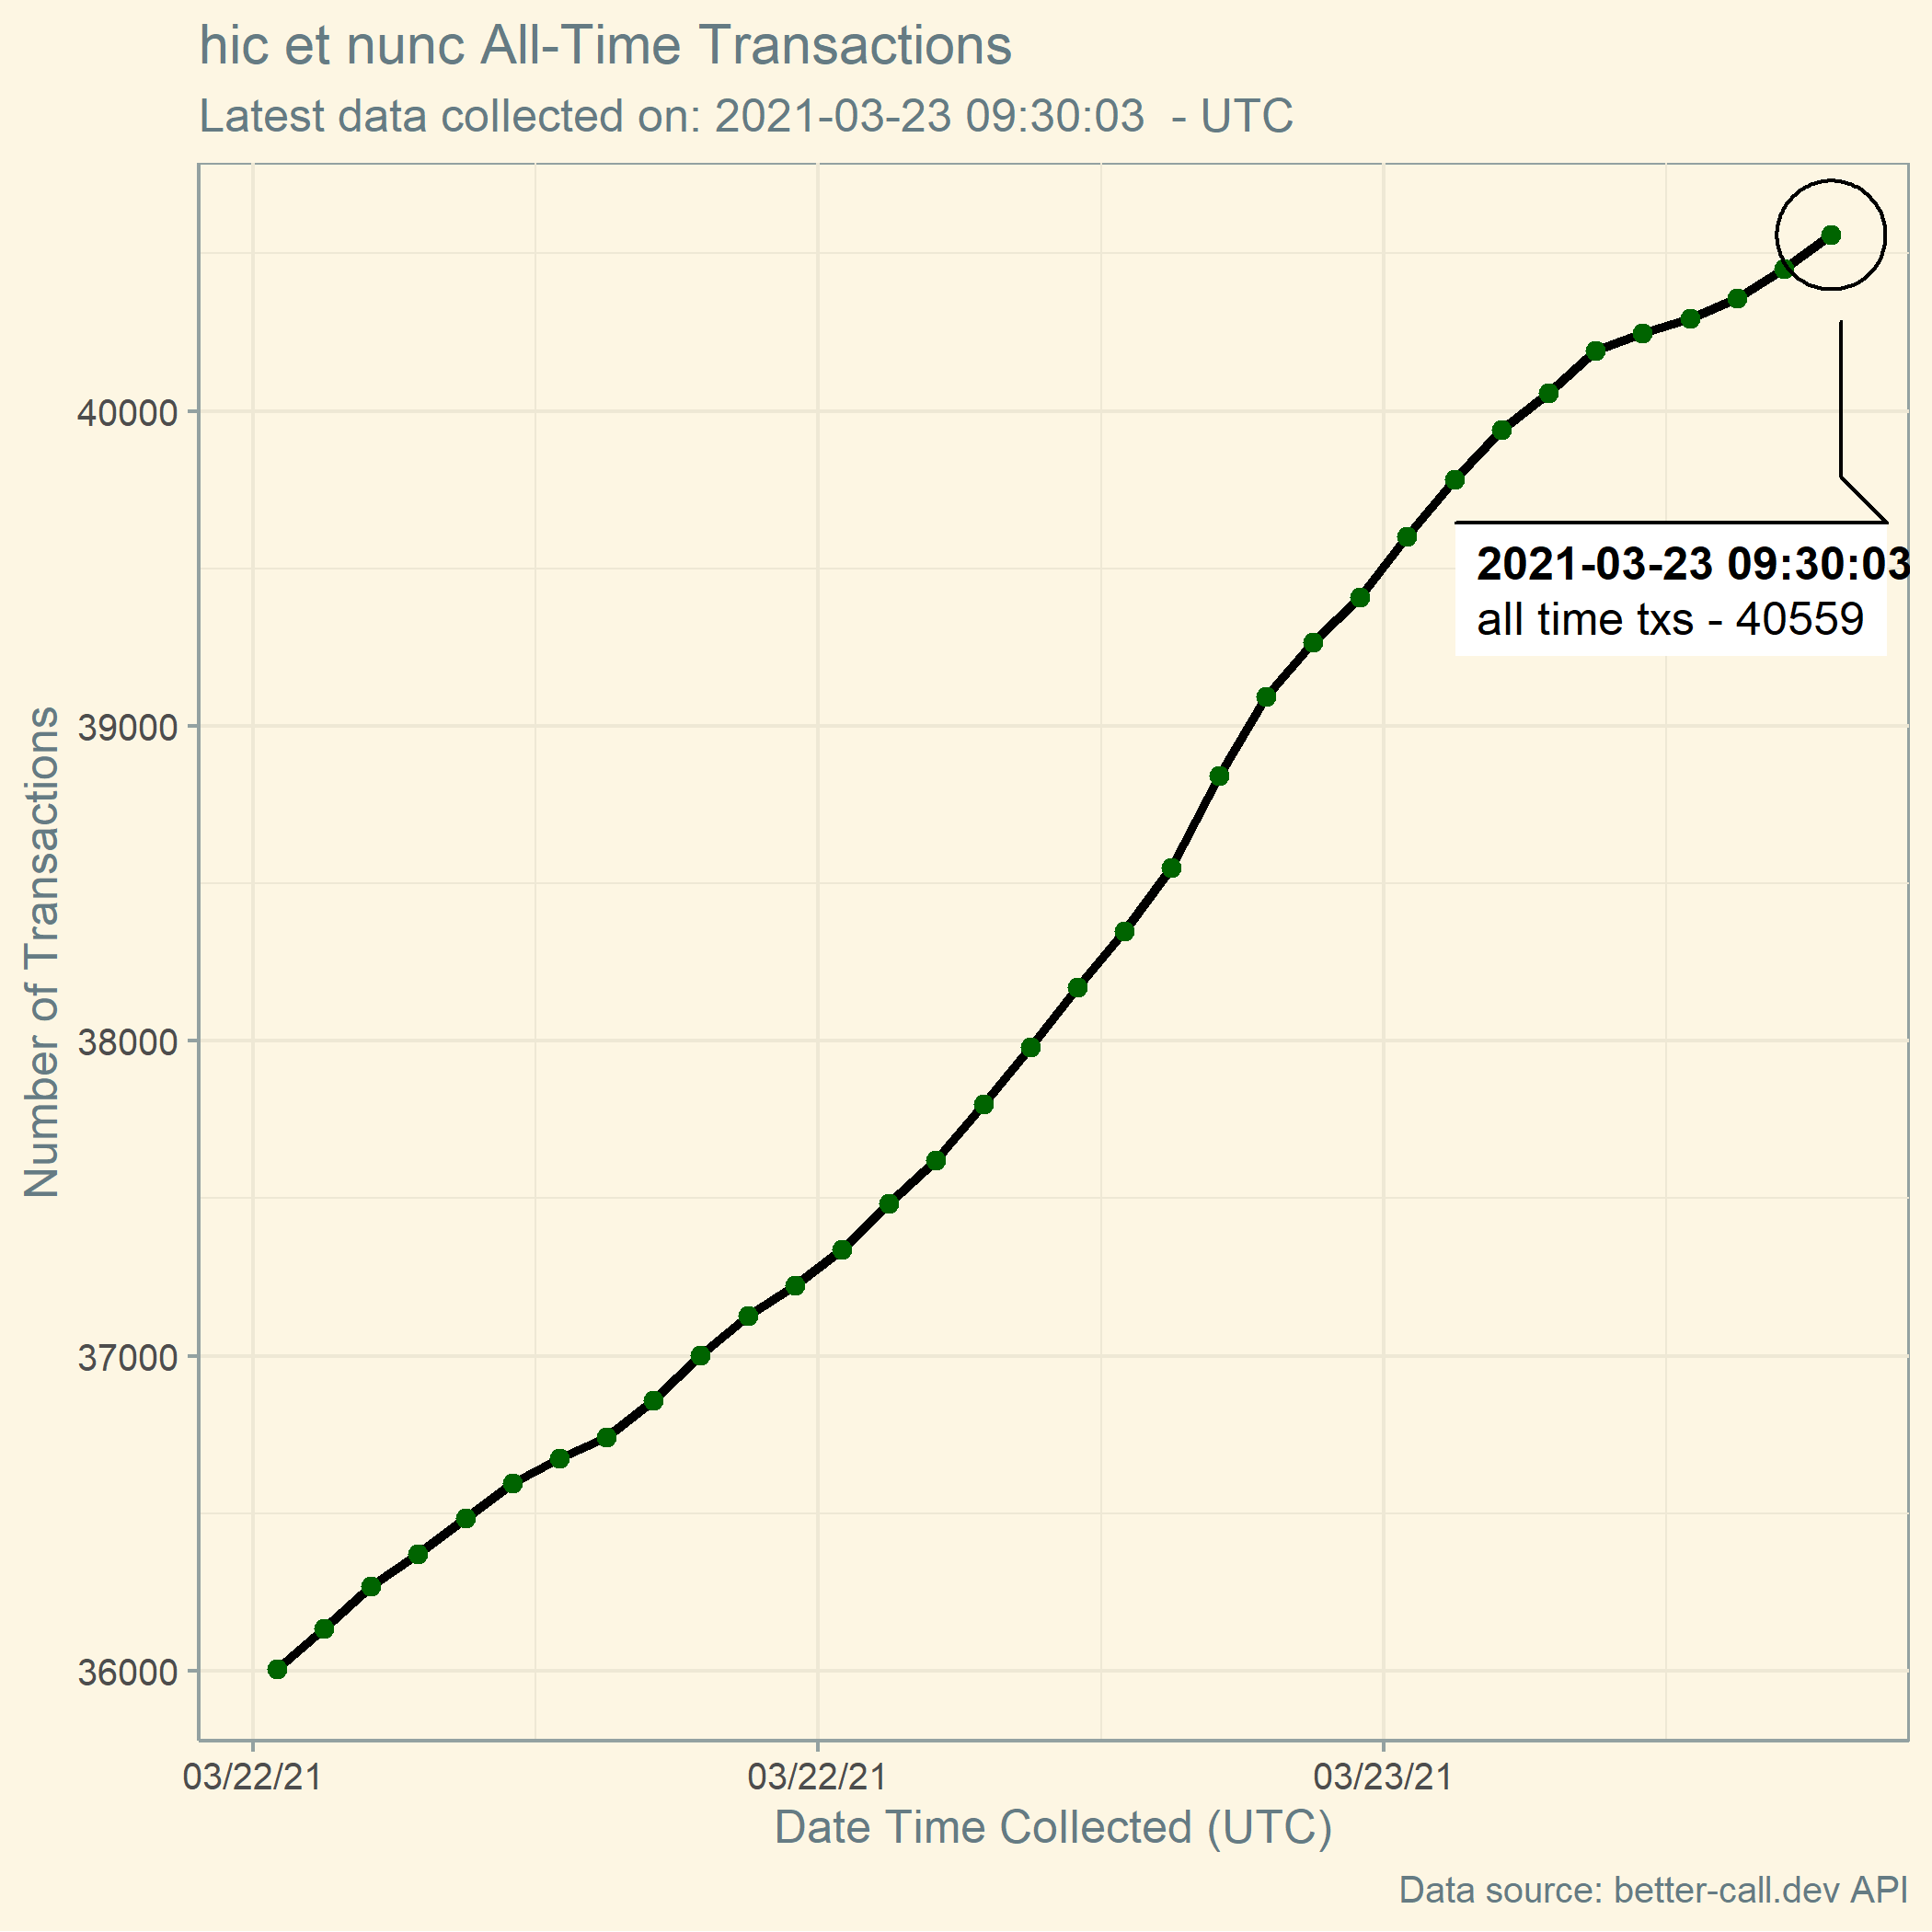 hic et nunc All-Time Transactions
Latest data collected on: 2021-03-23 09:30:03  - UTC
Number of Transactions
40000
39000
38000
37000
36000
2021-03-23 09:30:03
all time txs - 40559
03/22/21
03/22/21
03/23/21
Date Time Collected (UTC)
Data source: better-call.dev API